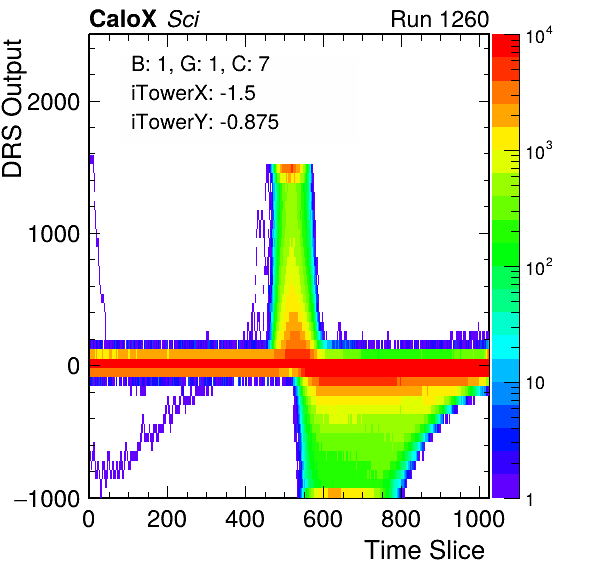 CaloX Sci Run 1260
B: 1, G: 1, C: 7
iTowerX: -1.5
iTowerY: -0.875
DRS Output
2000
1000
0
−1000
0 200 400 600 800 1000
Time Slice
10^4
10^3
10^2
10
1